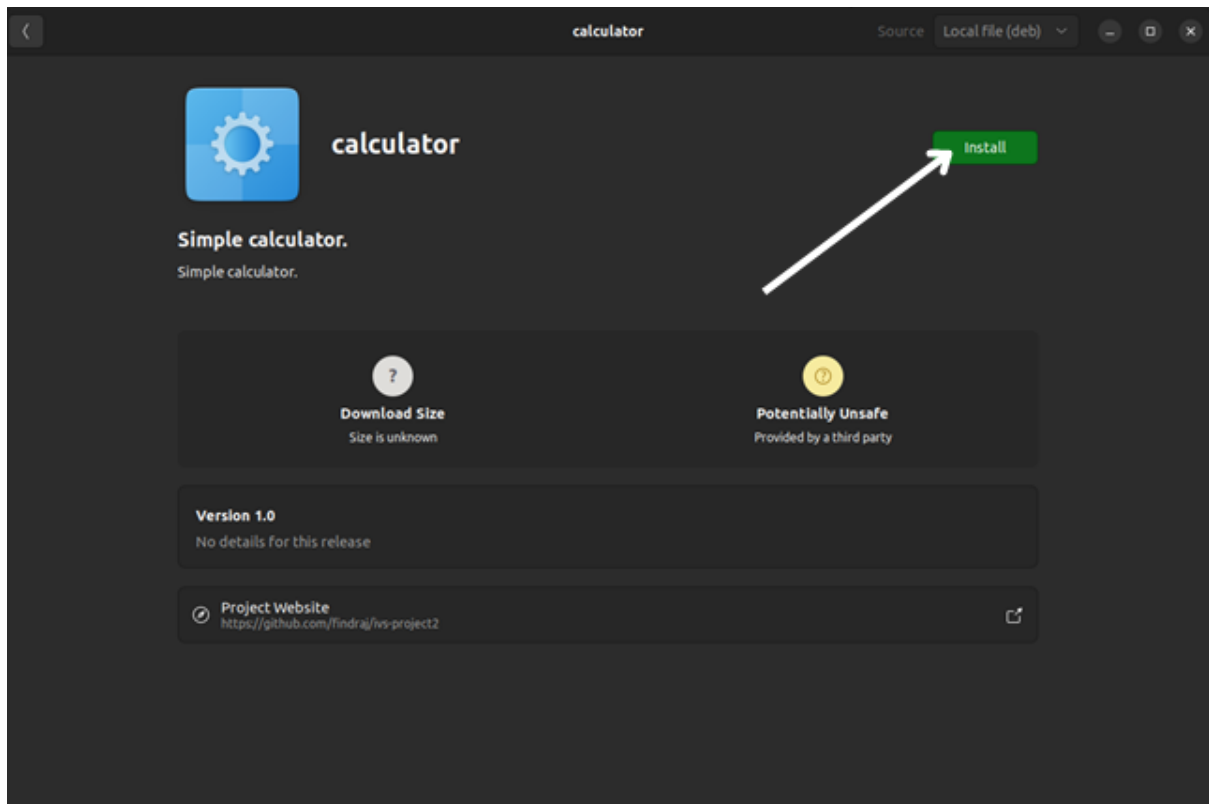 calculator
Source Local file (deb)
calculator
Install
Simple calculator.
Simple calculator.
?
Download Size
Size is unknown
?
Potentially Unsafe
Provided by a third party
Version 1.0
No details for this release
Project Website
https://github.com/findraj/ivs-project2